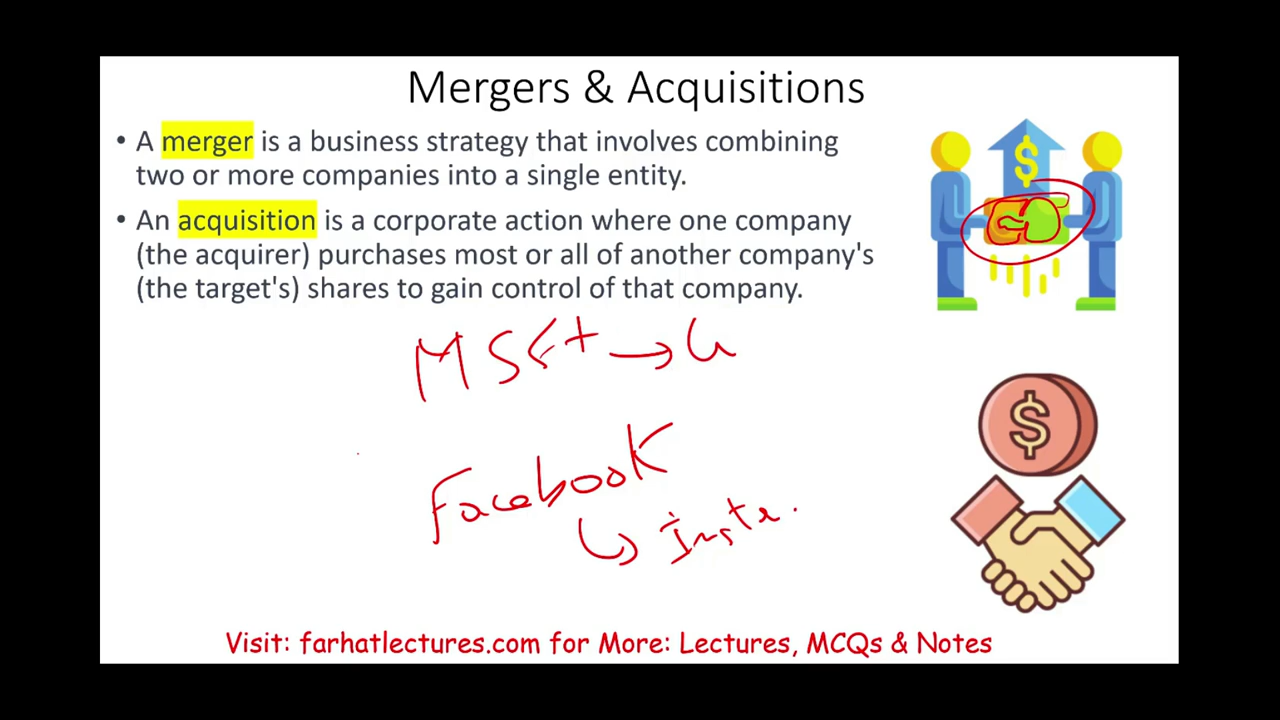 Mergers & Acquisitions
• A merger is a business strategy that involves combining
two or more companies into a single entity.
• An acquisition is a corporate action where one company
(the acquirer) purchases most or all of another company's
(the target's) shares to gain control of that company.
$
MSFt →
$
Facebook
↳ Insta.
Visit: farhatlectures.com for More: Lectures, MCQs & Notes